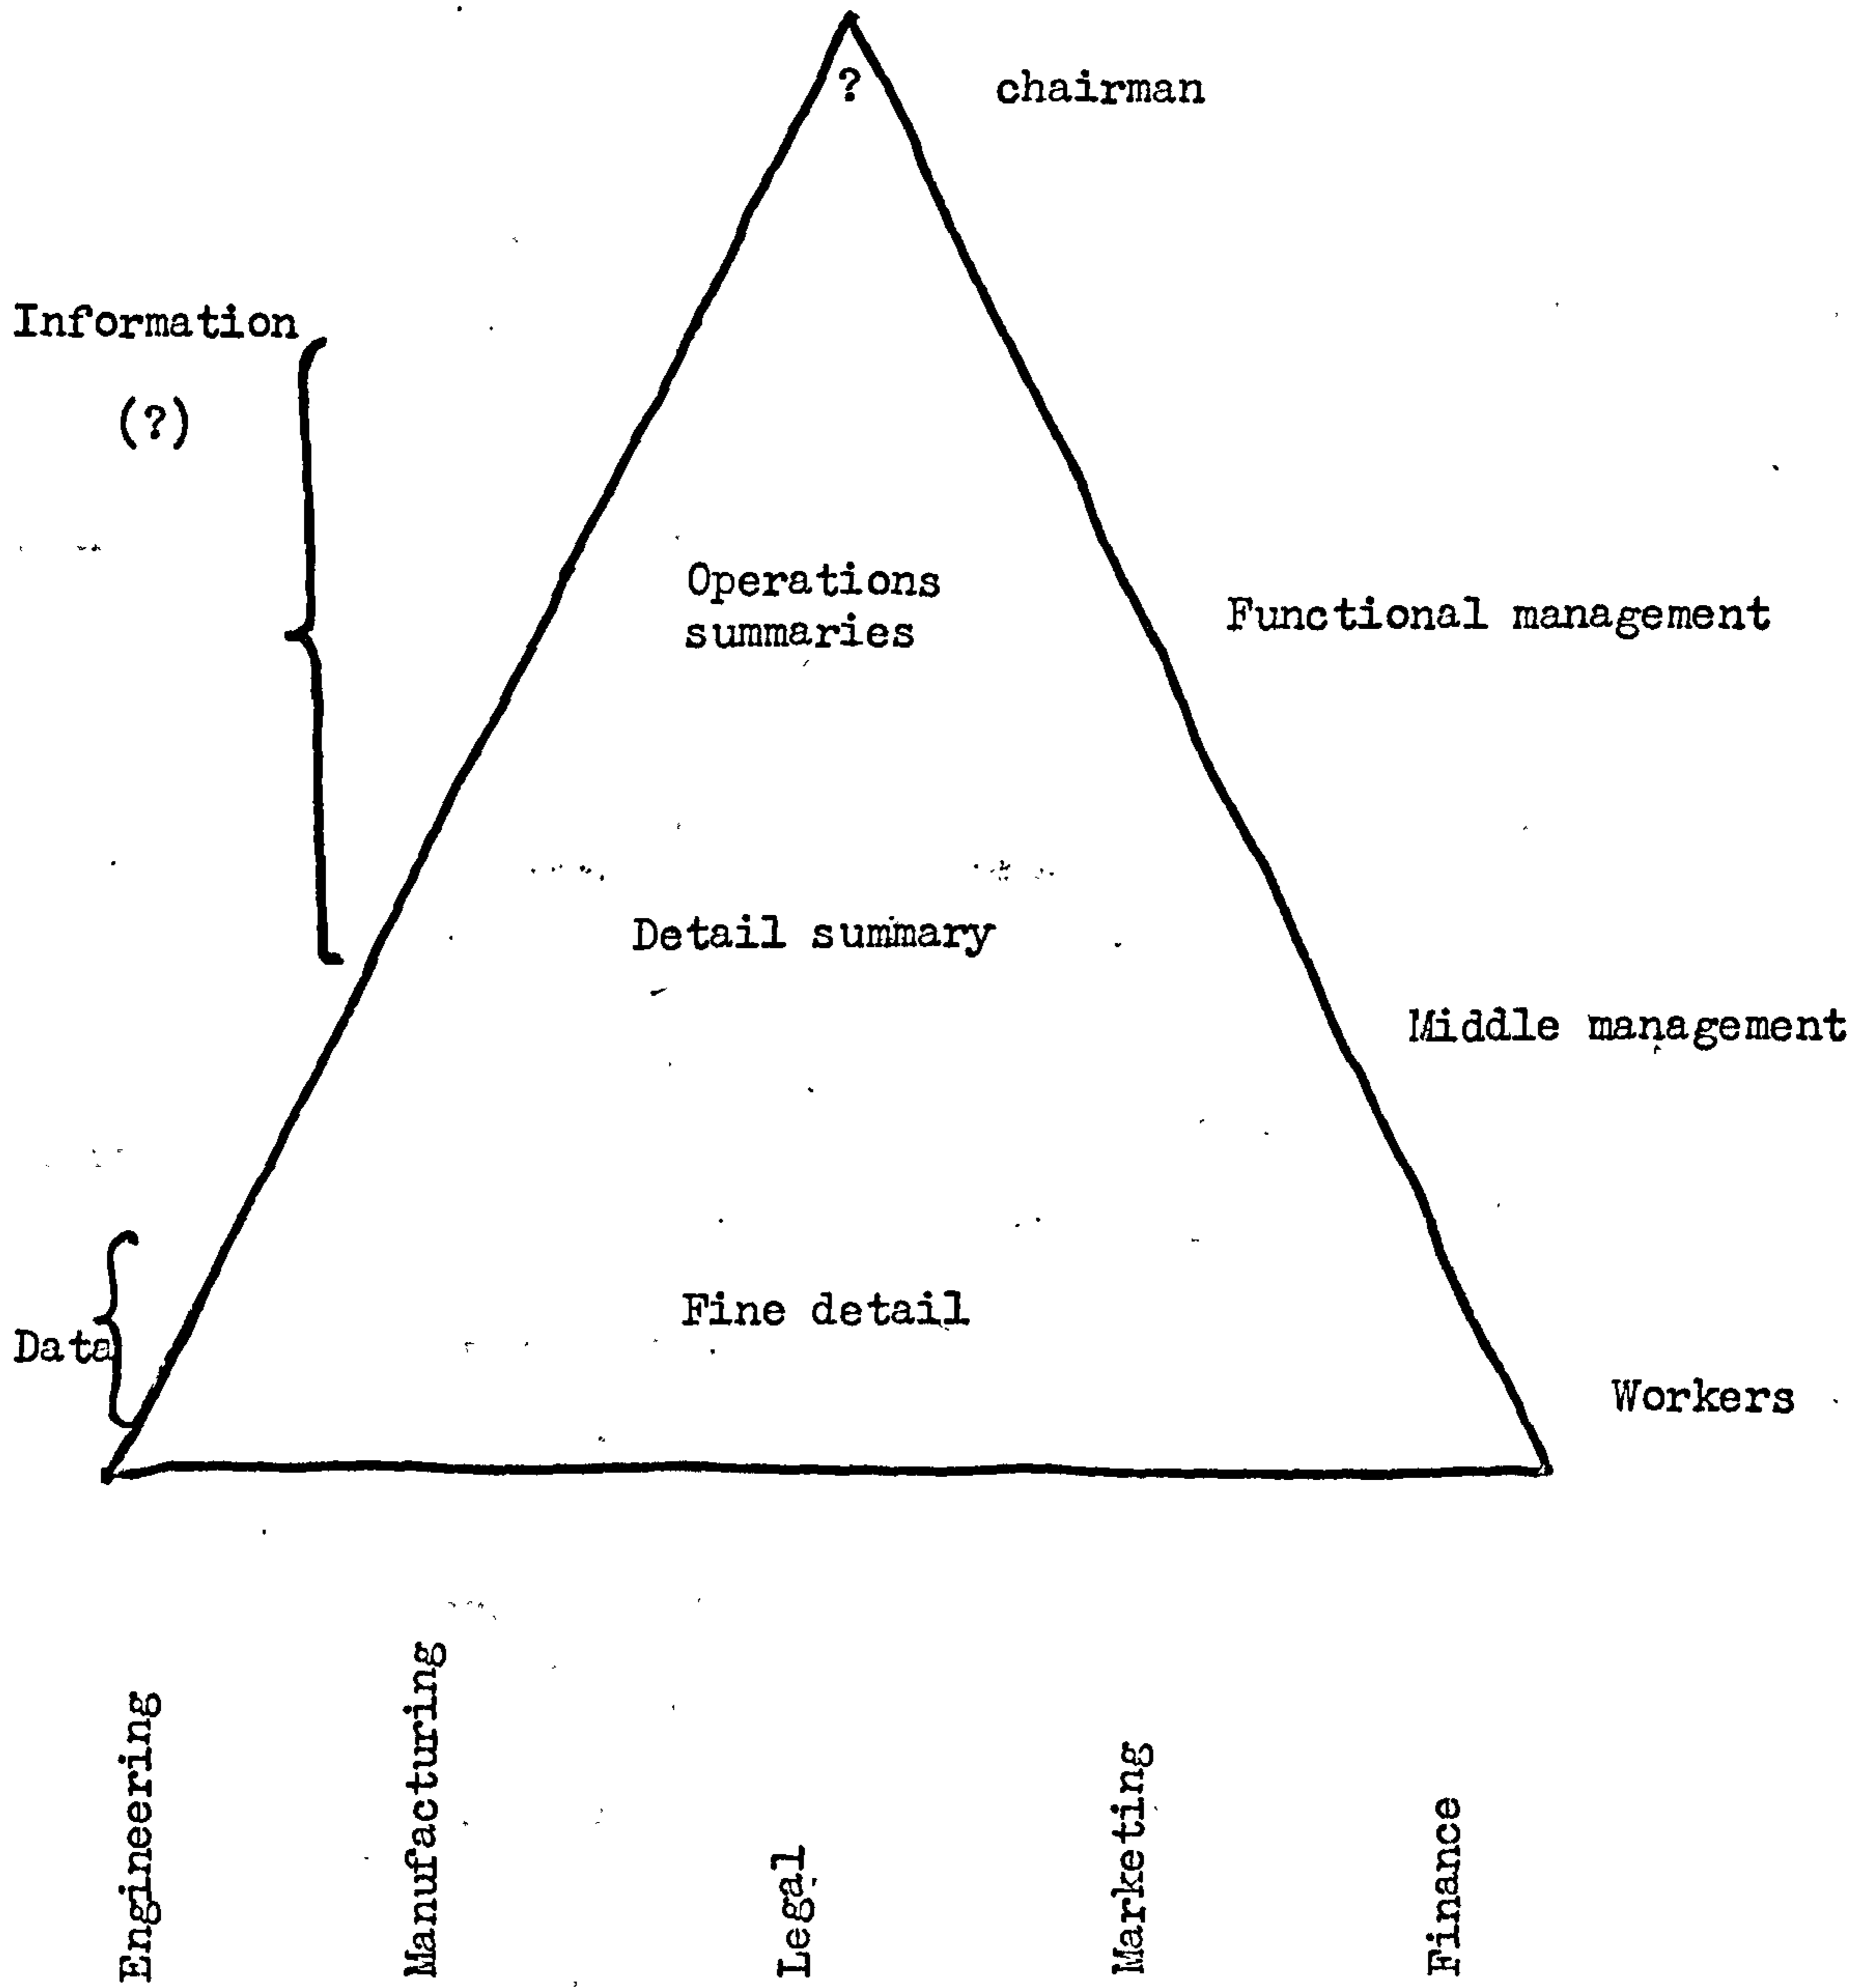 ?
chairman
Information
(?)
Operations
summaries
Functional management
Detail summary
Middle management
Fine detail
Data
Workers
Engineering
Manufacturing
Legal
Marketing
Finance